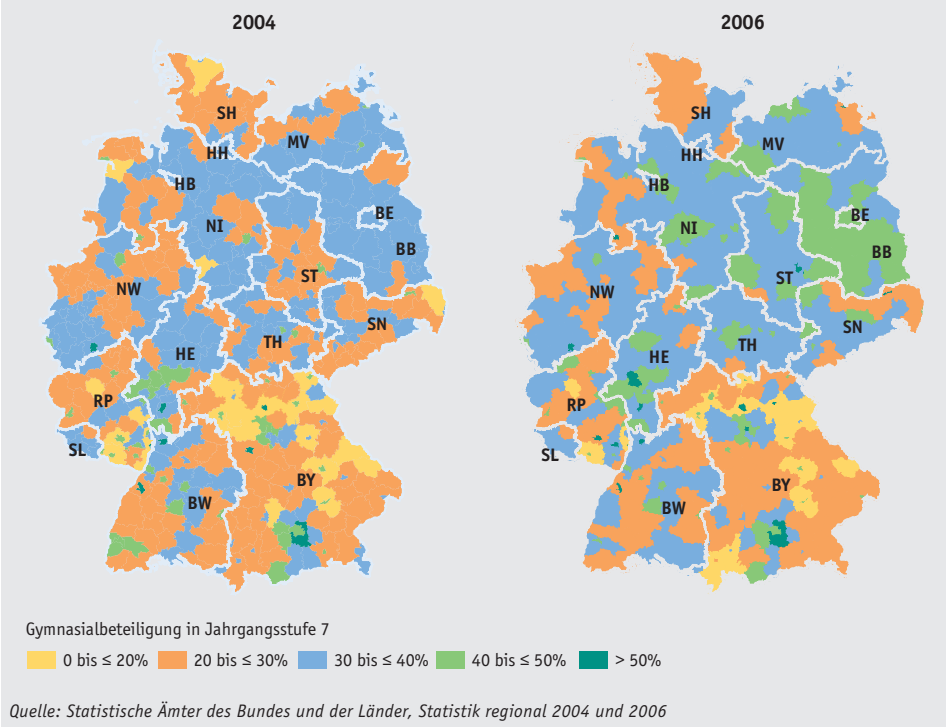 2004
2006
SH
HH
MV
HB
NI
BE
BB
ST
NW
SN
TH
HE
RP
SL
BY
BW
SH
HH
MV
HB
NI
BE
BB
ST
NW
SN
TH
HE
RP
SL
BY
BW
Gymnasialbeteiligung in Jahrgangsstufe 7
0 bis ≤ 20% 20 bis ≤ 30% 30 bis ≤ 40% 40 bis ≤ 50% > 50%
Quelle: Statistische Ämter des Bundes und der Länder, Statistik regional 2004 und 2006